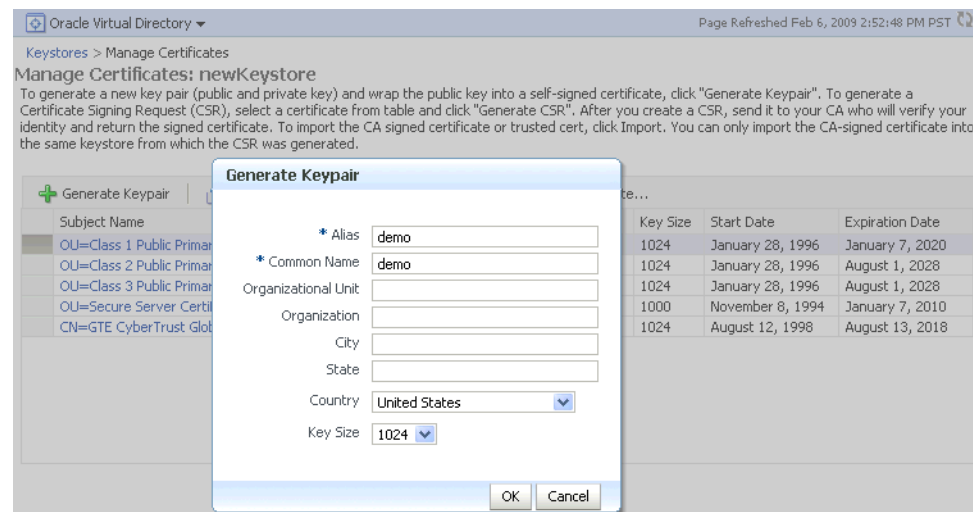 Oracle Virtual Directory
Page Refreshed Feb 6, 2009 2:52:48 PM PST
Keystores > Manage Certificates
Manage Certificates: newKeystore
To generate a new key pair (public and private key) and wrap the public key into a self-signed certificate, click "Generate Keypair". To generate a
Certificate Signing Request (CSR), select a certificate from table and click "Generate CSR". After you create a CSR, send it to your CA who will verify your
identity and return the signed certificate. To import the CA signed certificate or trusted cert, click Import. You can only import the CA-signed certificate into
the same keystore from which the CSR was generated.
Generate Keypair
te...
Subject Name Key Size Start Date Expiration Date
OU=Class 1 Public Primar 1024 January 28, 1996 January 7, 2020
OU=Class 2 Public Primar 1024 January 28, 1996 August 1, 2028
OU=Class 3 Public Primar 1024 January 28, 1996 August 1, 2028
OU=Secure Server Certif 1000 November 8, 1994 January 7, 2010
CN=GTE CyberTrust Glob 1024 August 12, 1998 August 13, 2018
Generate Keypair
* Alias demo
* Common Name demo
Organizational Unit
Organization
City
State
Country United States
Key Size 1024
OK Cancel